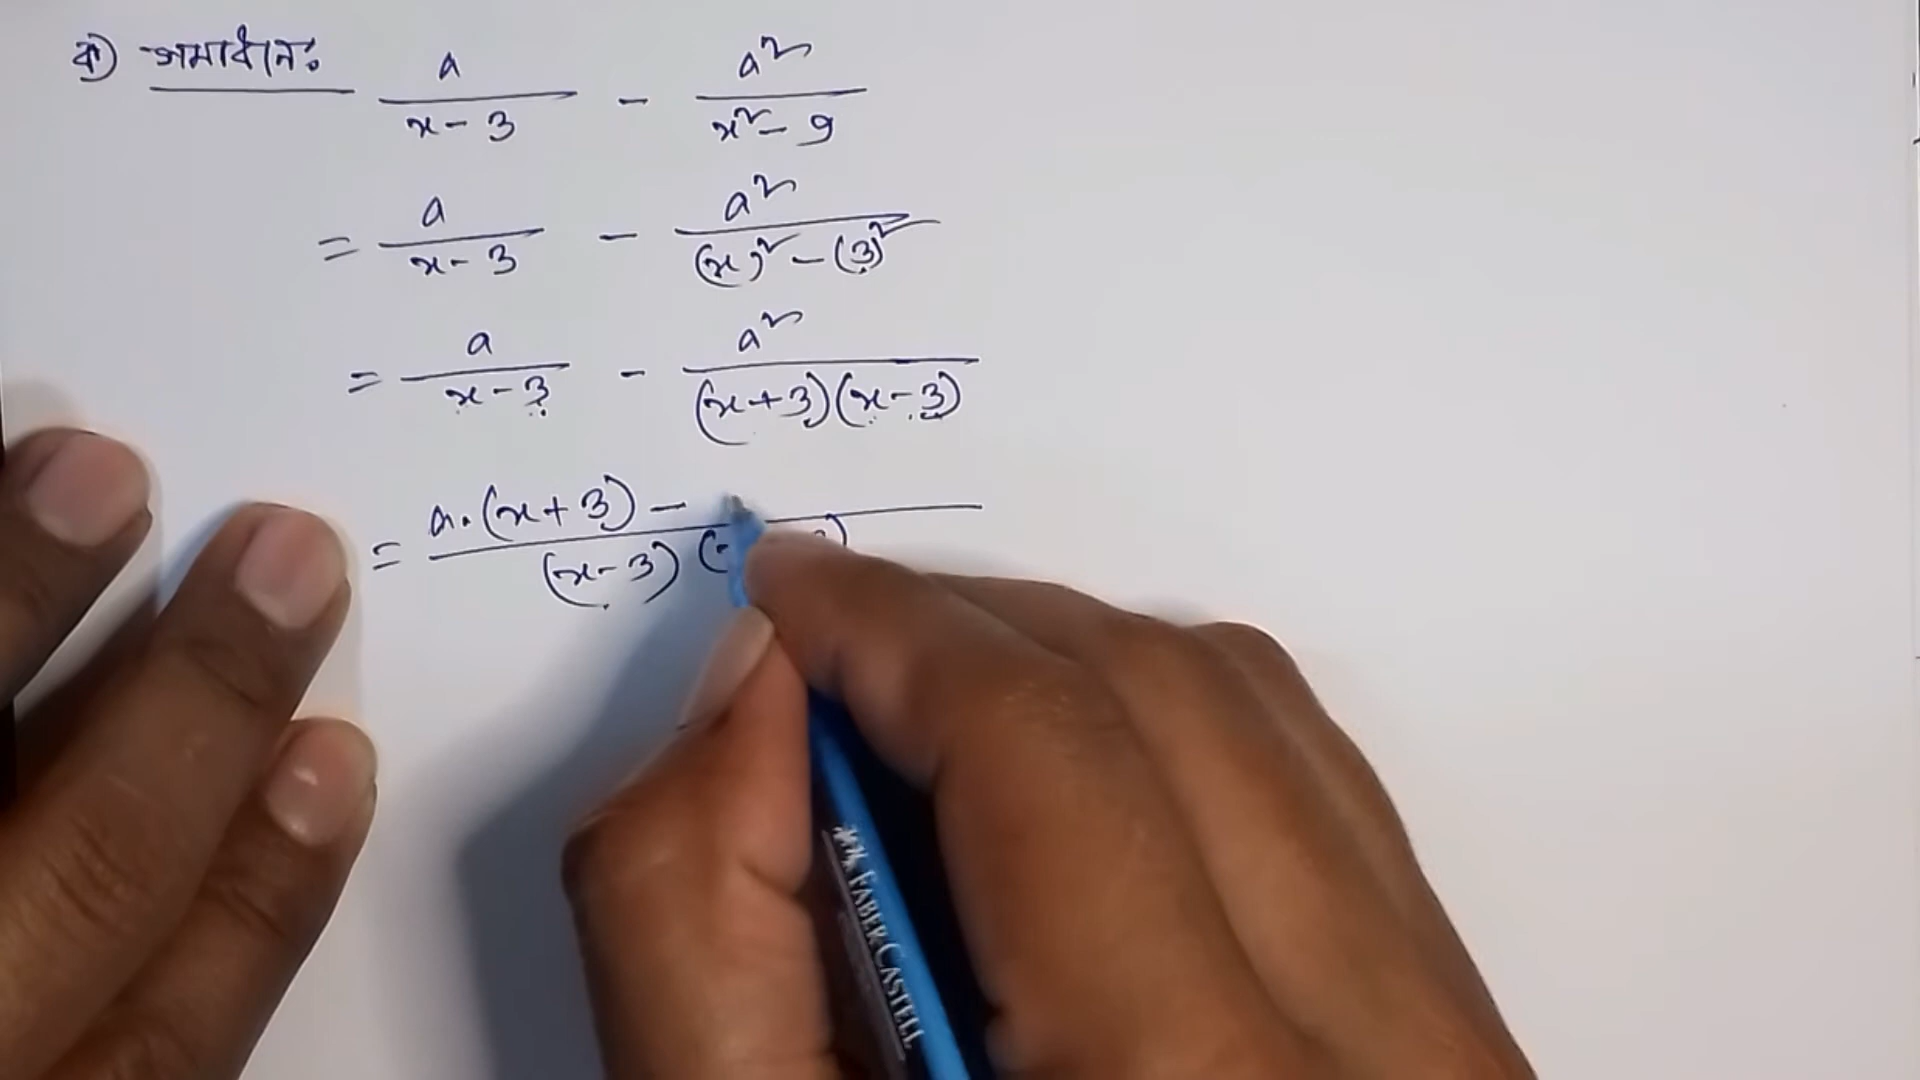 ক) সমাধান: a/(x-3) - a²/(x²-9)
= a/(x-3) - a²/((x)²-(3)²)
= a/(x-3) - a²/((x+3)(x-3))
= a.(x+3) - /(x-3)(
FABER CASTELL